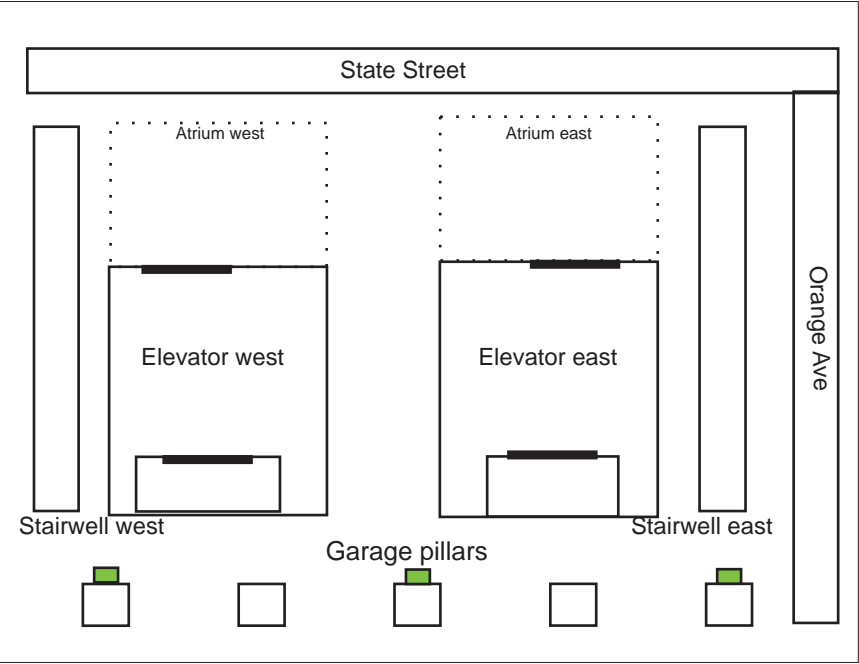 State Street
Atrium west
Atrium east
Orange Ave
Elevator west
Elevator east
Stairwell west
Stairwell east
Garage pillars